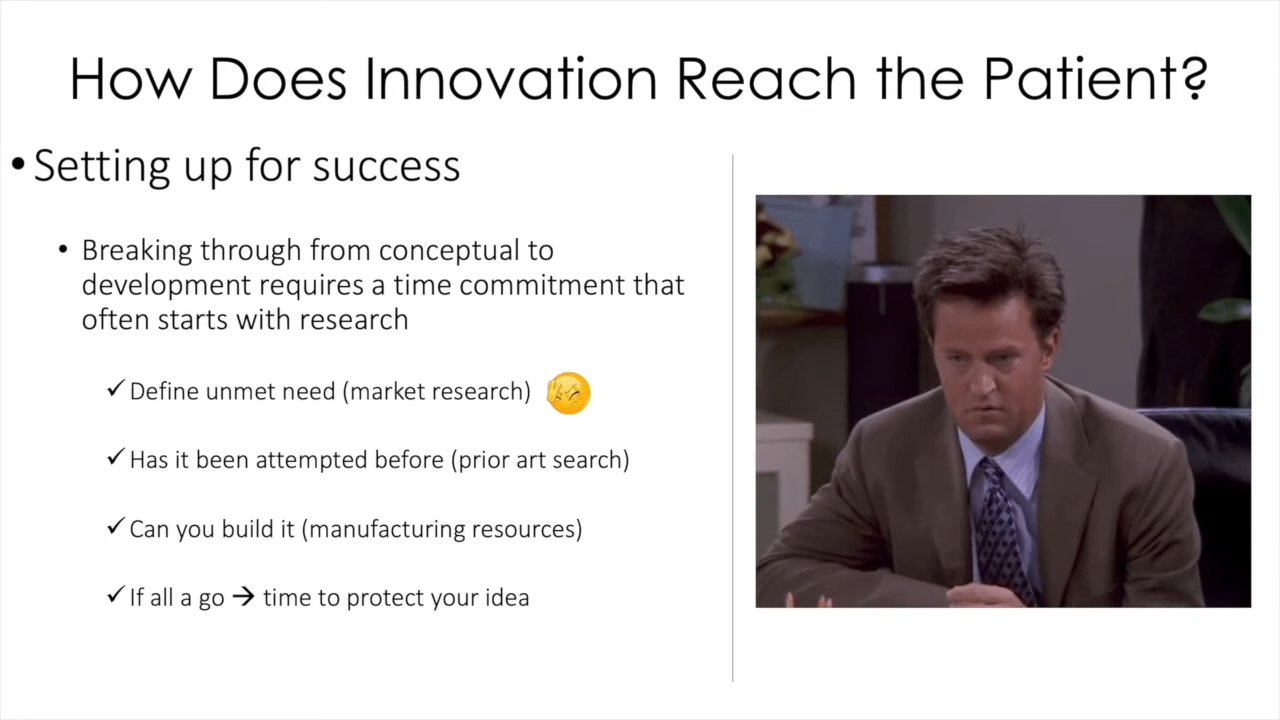 How Does Innovation Reach the Patient?
• Setting up for success
• Breaking through from conceptual to
development requires a time commitment that
often starts with research
✓ Define unmet need (market research)
✓ Has it been attempted before (prior art search)
✓ Can you build it (manufacturing resources)
✓ If all a go → time to protect your idea